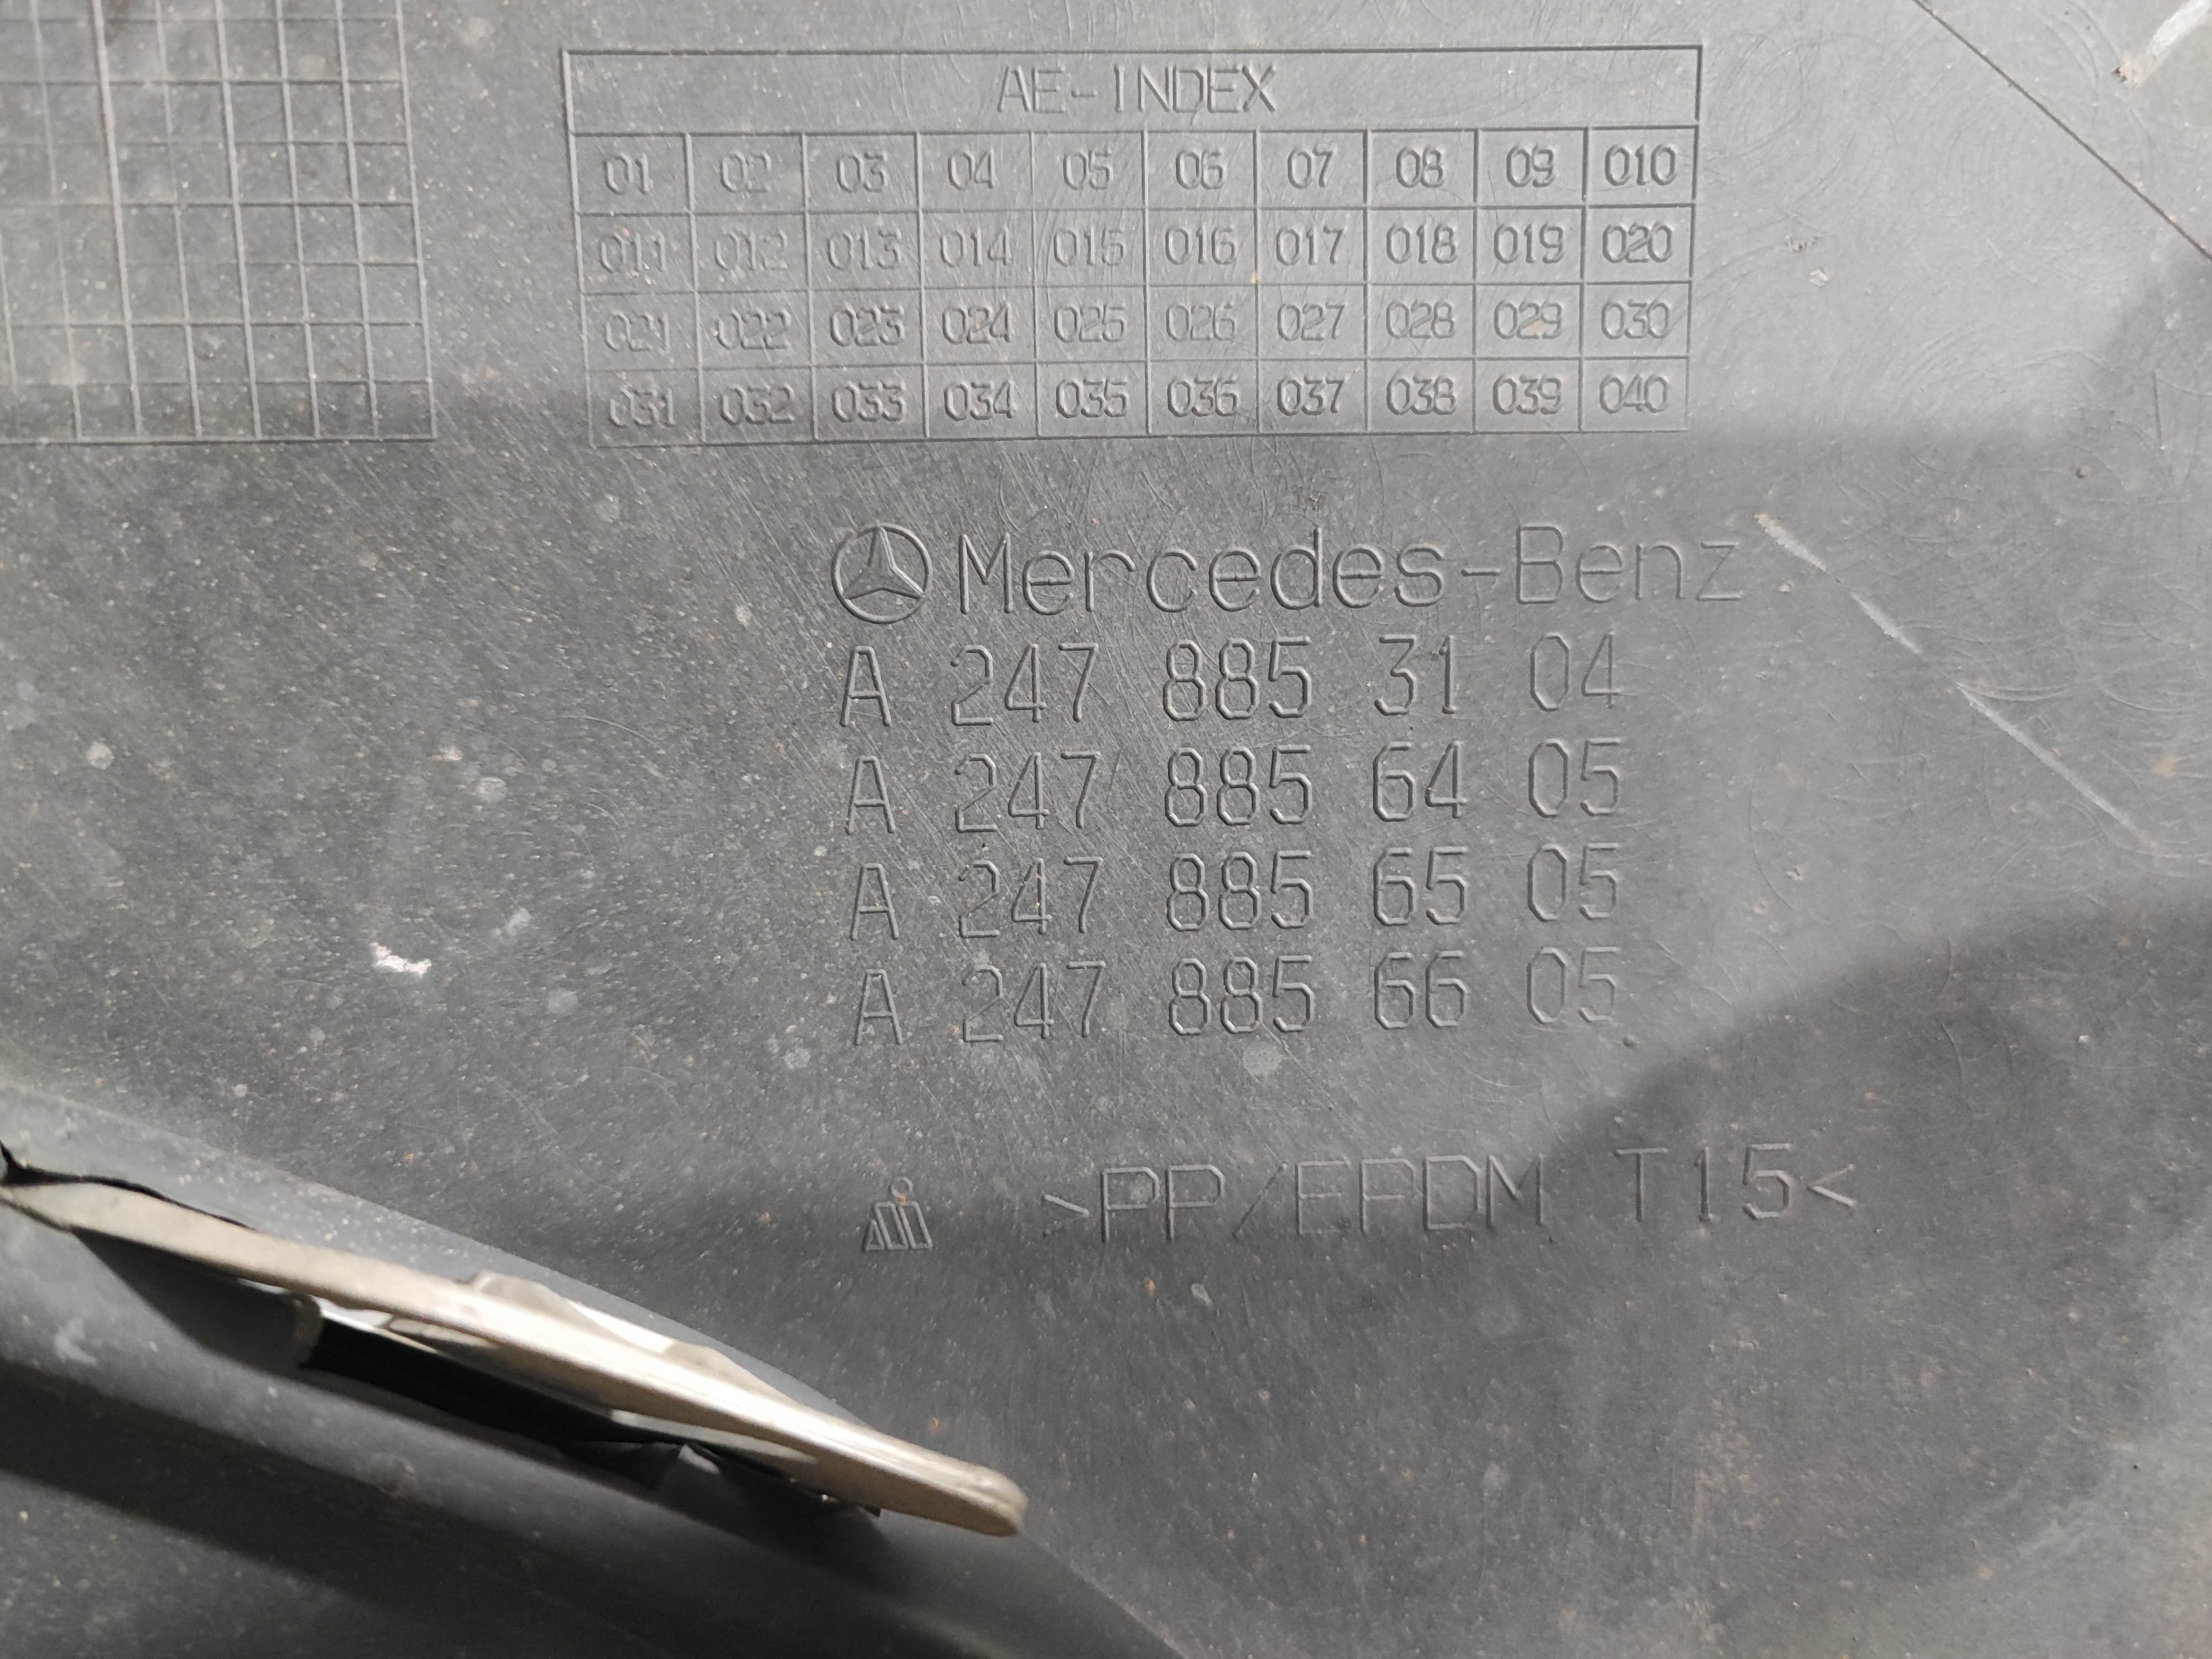 AE-INDEX
01 02 03 04 05 06 07 08 09 010
011 012 013 014 015 016 017 018 019 020
021 022 023 024 025 026 027 028 029 030
031 032 033 034 035 036 037 038 039 040
Mercedes-Benz
A 247 885 31 04
A 247 885 64 05
A 247 885 65 05
A 247 885 66 05
>PP/EPDM T15<